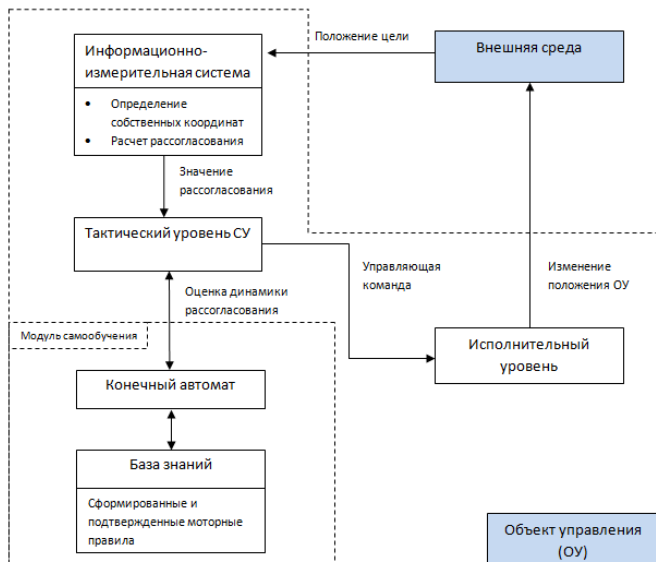 Информационно-
измерительная система
• Определение
собственных координат
• Расчет рассогласования
Положение цели
Внешняя среда
Значение
рассогласования
Тактический уровень СУ
Управляющая
команда
Изменение
положения ОУ
Оценка динамики
рассогласования
Модуль самообучения
Исполнительный
уровень
Конечный автомат
База знаний
Сформированные и
подтвержденные моторные
правила
Объект управления
(ОУ)